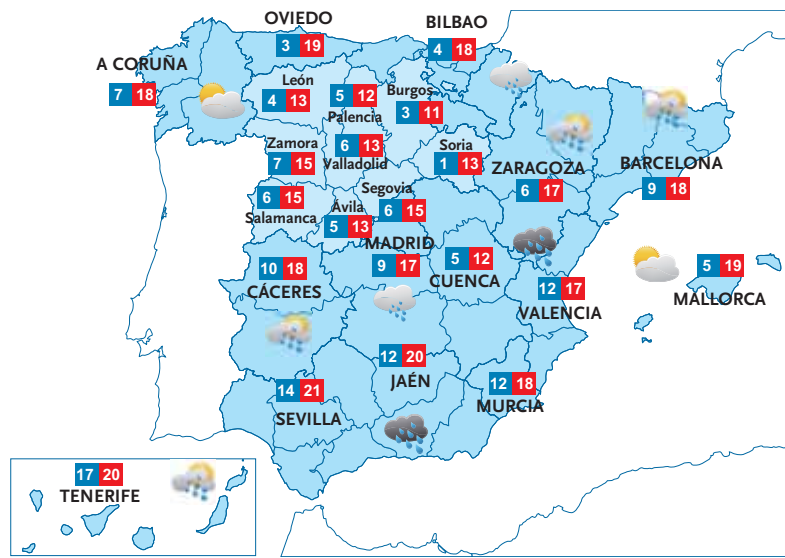 OVIEDO
3 19
BILBAO
4 18
A CORUÑA
7 18
León
4 13
5 12
Palencia
Burgos
3 11
Zamora
7 15
6 13
Valladolid
Soria
1 13
ZARAGOZA
6 17
BARCELONA
9 18
6 15
Salamanca
Ávila
5 13
Segovia
6 15
MADRID
9 17
5 12
CUENCA
10 18
CÁCERES
12 17
VALENCIA
5 19
MALLORCA
12 20
JAÉN
14 21
SEVILLA
12 18
MURCIA
17 20
TENERIFE